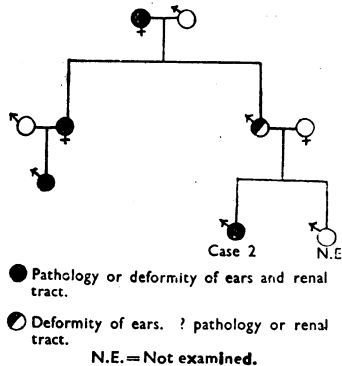 Case 2
N.E
Pathology or deformity of ears and renal
tract.
Deformity of ears. ? pathology or renal
tract.
N.E.=Not examined.